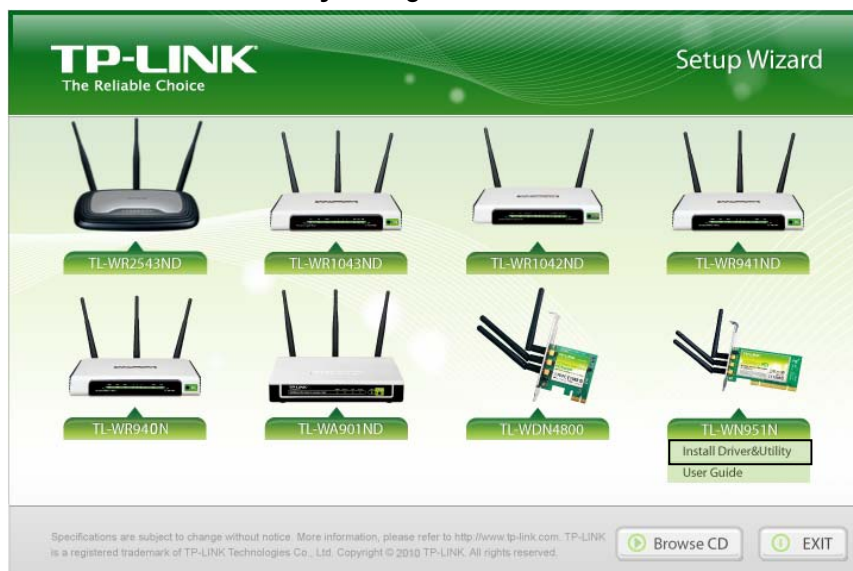 TP-LINK
The Reliable Choice
Setup Wizard
TL-WR2543ND
TL-WR1043ND
TL-WR1042ND
TL-WR941ND
TL-WR940N
TL-WA901ND
TL-WDN4800
TL-WN951N
Install Driver&Utility
User Guide
Specifications are subject to change without notice. More information, please refer to http://www.tp-link.com. TP-LINK
is a registered trademark of TP-LINK Technologies Co., Ltd. Copyright © 2010 TP-LINK. All rights reserved.
Browse CD
EXIT